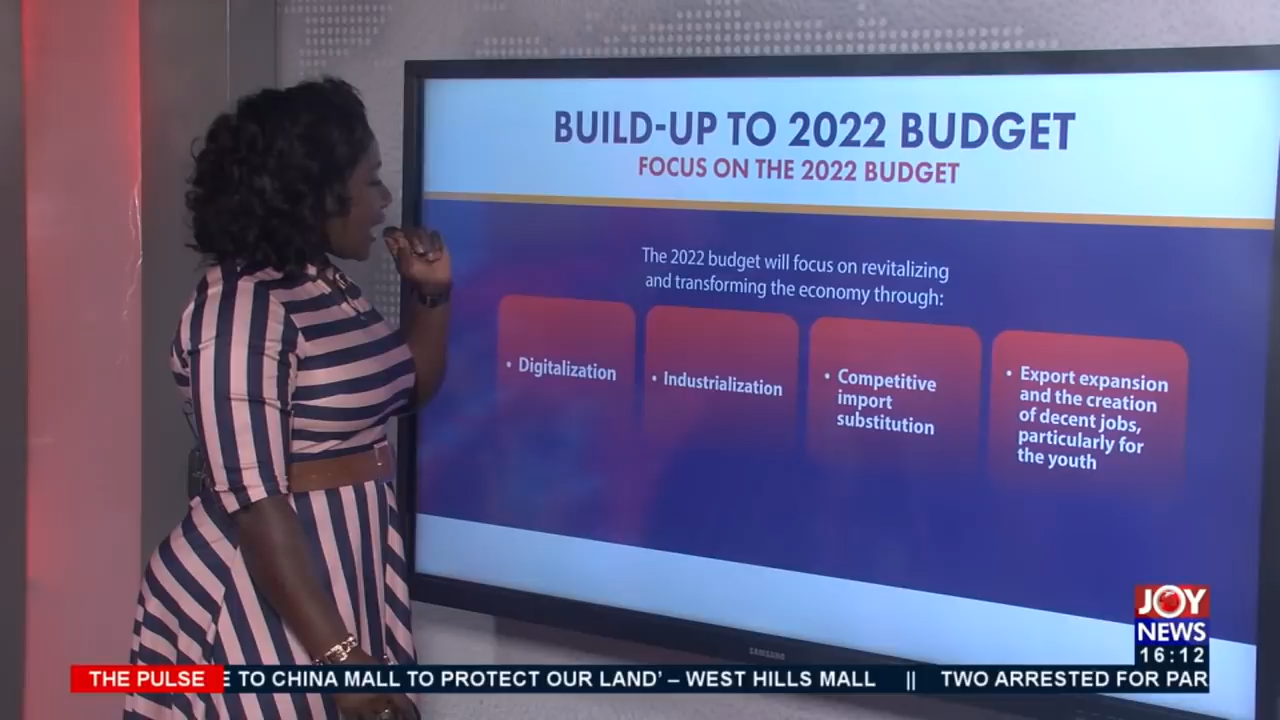 BUILD-UP TO 2022 BUDGET
FOCUS ON THE 2022 BUDGET
The 2022 budget will focus on revitalizing
and transforming the economy through:
• Digitalization
• Industrialization
• Competitive
import
substitution
• Export expansion
and the creation
of decent jobs,
particularly for
the youth
SAMSUNG
JOY
NEWS
16:12
THE PULSE
E TO CHINA MALL TO PROTECT OUR LAND' – WEST HILLS MALL || TWO ARRESTED FOR PAR